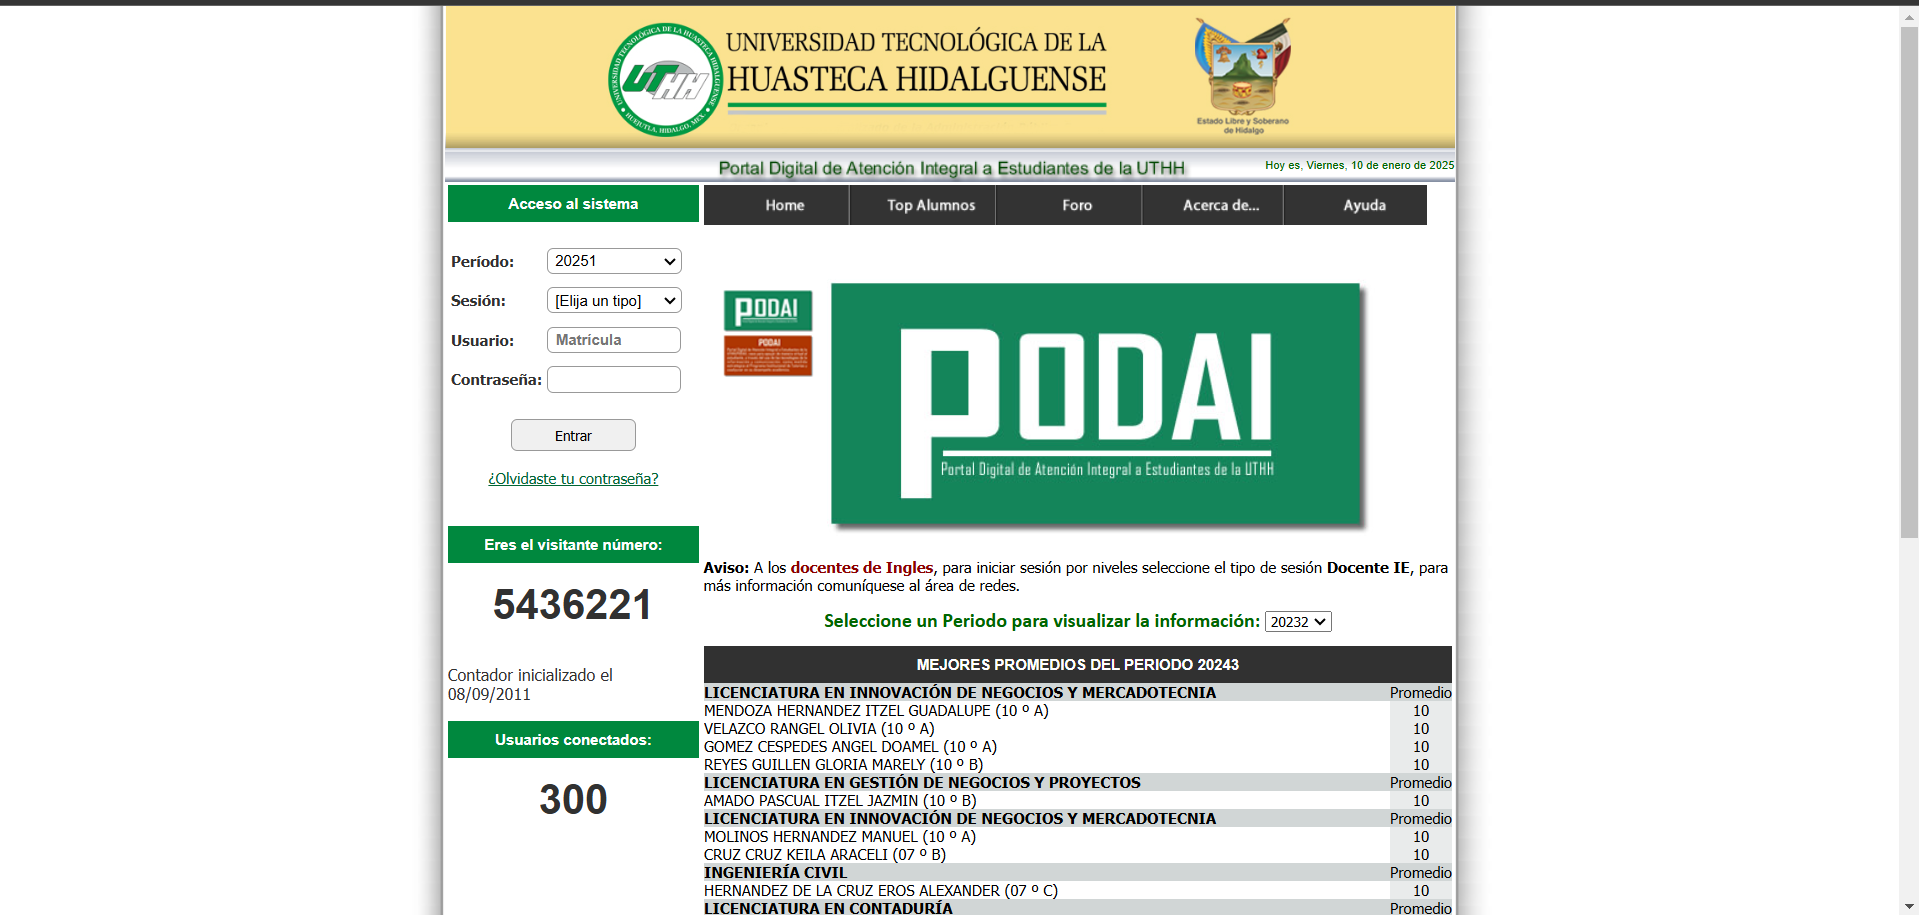 UNIVERSIDAD TECNOLÓGICA DE LA HUASTECA HIDALGUENSE
HUEJUTLA, HIDALGO, MEX.
UTHH
UNIVERSIDAD TECNOLÓGICA DE LA
HUASTECA HIDALGUENSE
Estado Libre y Soberano
de Hidalgo
Portal Digital de Atención Integral a Estudiantes de la UTHH
Hoy es, Viernes, 10 de enero de 2025
Acceso al sistema
Home
Top Alumnos
Foro
Acerca de...
Ayuda
Período:
20251
Sesión:
[Elija un tipo]
Usuario:
Matrícula
Contraseña:
Entrar
¿Olvidaste tu contraseña?
PODAI
PODAI
PODAI
Portal Digital de Atención Integral a Estudiantes de la UTHH
Eres el visitante número:
5436221
Contador inicializado el
08/09/2011
Usuarios conectados:
300
Aviso: A los docentes de Ingles, para iniciar sesión por niveles seleccione el tipo de sesión Docente IE, para
más información comuníquese al área de redes.
Seleccione un Periodo para visualizar la información: 20232
MEJORES PROMEDIOS DEL PERIODO 20243
LICENCIATURA EN INNOVACIÓN DE NEGOCIOS Y MERCADOTECNIA Promedio
MENDOZA HERNANDEZ ITZEL GUADALUPE (10 º A) 10
VELAZCO RANGEL OLIVIA (10 º A) 10
GOMEZ CESPEDES ANGEL DOAMEL (10 º A) 10
REYES GUILLEN GLORIA MARELY (10 º B) 10
LICENCIATURA EN GESTIÓN DE NEGOCIOS Y PROYECTOS Promedio
AMADO PASCUAL ITZEL JAZMIN (10 º B) 10
LICENCIATURA EN INNOVACIÓN DE NEGOCIOS Y MERCADOTECNIA Promedio
MOLINOS HERNANDEZ MANUEL (10 º A) 10
CRUZ CRUZ KEILA ARACELI (07 º B) 10
INGENIERÍA CIVIL Promedio
HERNANDEZ DE LA CRUZ EROS ALEXANDER (07 º C) 10
LICENCIATURA EN CONTADURÍA Promedio